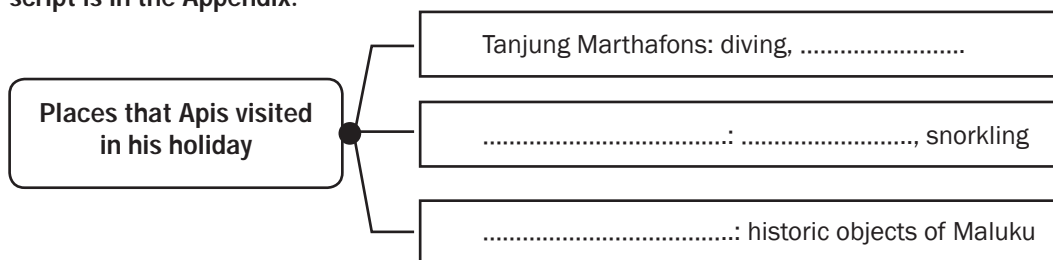 script is in the Appendix.
Tanjung Marthafons: diving, ........................
Places that Apis visited
in his holiday
....................................: ........................., snorkling
.....................................: historic objects of Maluku